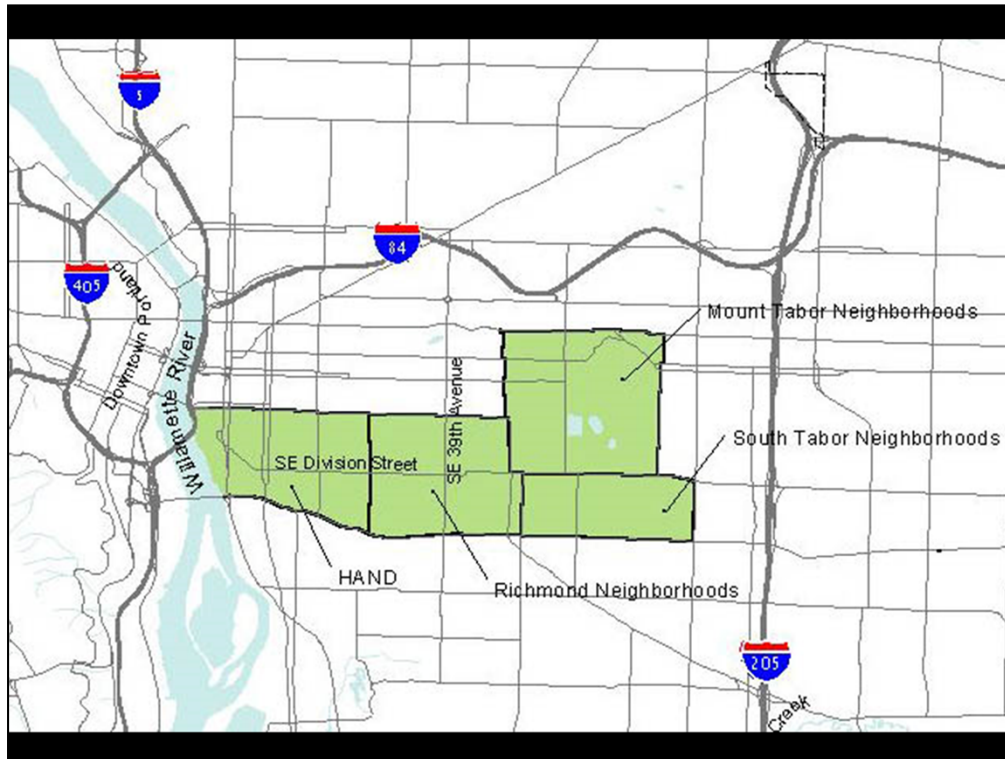 5
84
405
Downtown Portland
Willamette River
Mount Tabor Neighborhoods
SE 39th Avenue
South Tabor Neighborhoods
SE Division Street
HAND
Richmond Neighborhoods
205
Creek